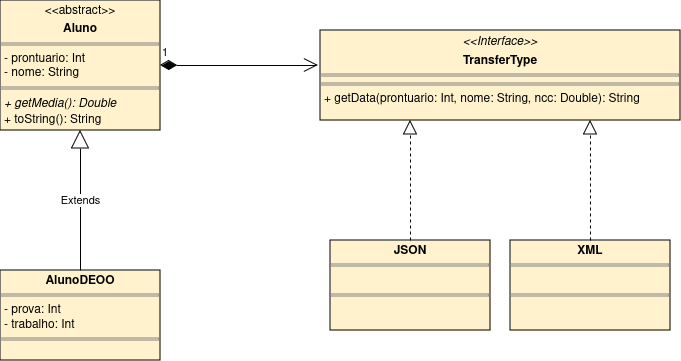 <<abstract>>
Aluno
- prontuario: Int
- nome: String
+ getMedia(): Double
+ toString(): String
1
<<Interface>>
TransferType
+ getData(prontuario: Int, nome: String, ncc: Double): String
Extends
AlunoDEOO
- prova: Int
- trabalho: Int
JSON
XML